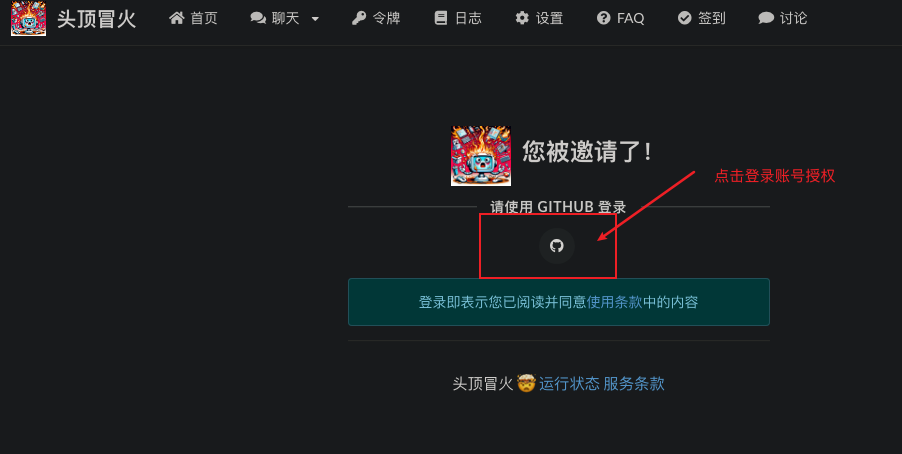 头顶冒火 首页 聊天 令牌 日志 设置 FAQ 签到 讨论
您被邀请了！
点击登录账号授权
请使用 GITHUB 登录
登录即表示您已阅读并同意使用条款中的内容
头顶冒火 🤯 运行状态 服务条款